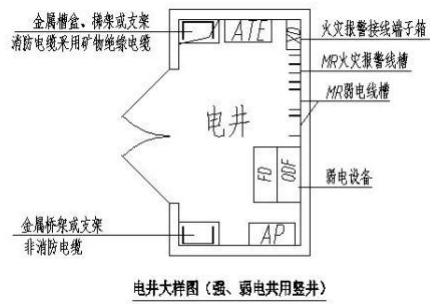 金属槽盒、梯架或支架
消防电缆采用矿物绝缘电缆
ATE
XD
火灾报警接线端子箱
MR火灾报警线槽
MR弱电线槽
电井
FD
ODF
弱电设备
金属桥架或支架
非消防电缆
AP
电井大样图（强、弱电共用竖井）